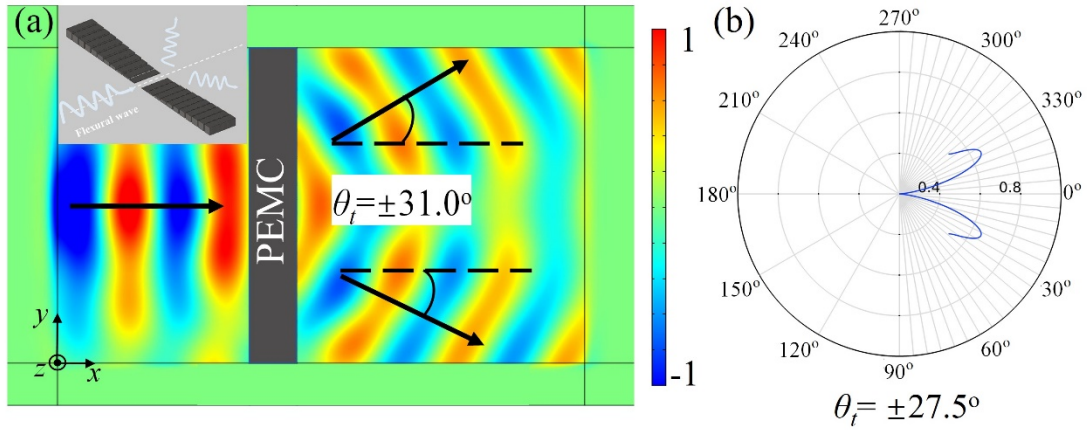 (a)
Flexural wave
PEMC
θt= ±31.0º
y
z
x
1
-1
(b)
270º
240º
300º
210º
330º
180º
0.4
0.8
0º
150º
30º
120º
60º
90º
θt= ±27.5º